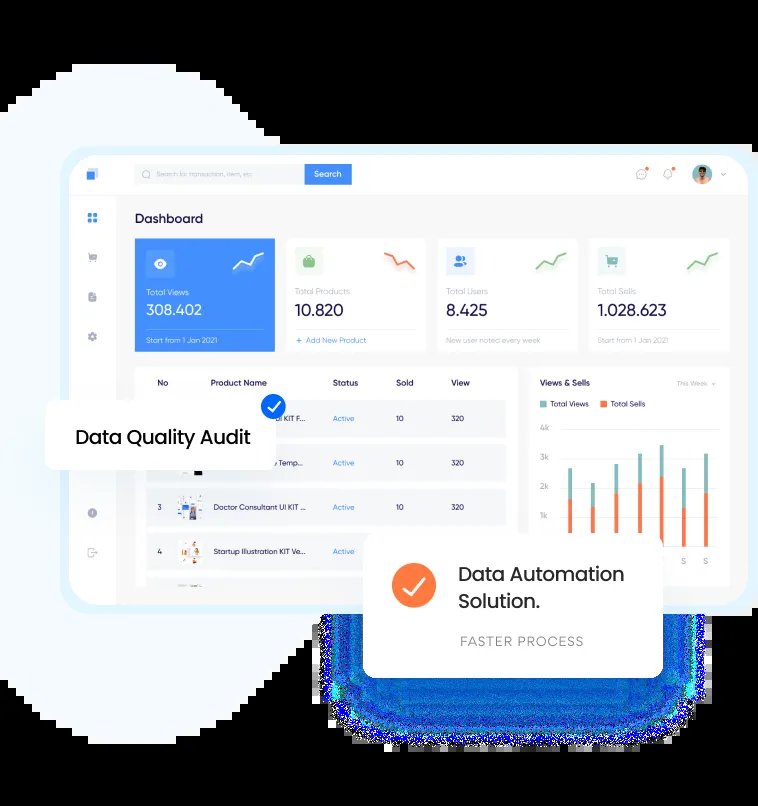 Search for transaction, item, etc
Search
Dashboard
Total Views
308.402
Start from 1 Jan 2021
Total Products
10.820
+ Add New Product
Total Users
8.425
New user noted every week
Total Sells
1.028.623
Start from 1 Jan 2021
No Product Name Status Sold View
UI KIT F... Active 10 320
Data Quality Audit
Temp... Active 10 320
3 Doctor Consultant UI KIT ... Active 10 320
4 Startup Illustration KIT Ve... Active
Views & Sells
This Week
Total Views Total Sells
4k
3k
2k
1k
S S
Data Automation
Solution.
FASTER PROCESS